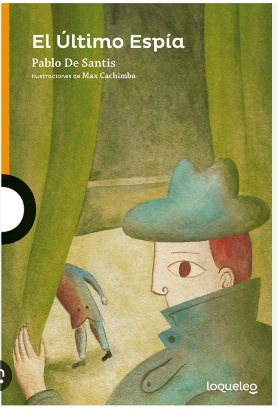 El Último Espía
Pablo De Santis
Ilustraciones de Max Cachimba
loqueleo